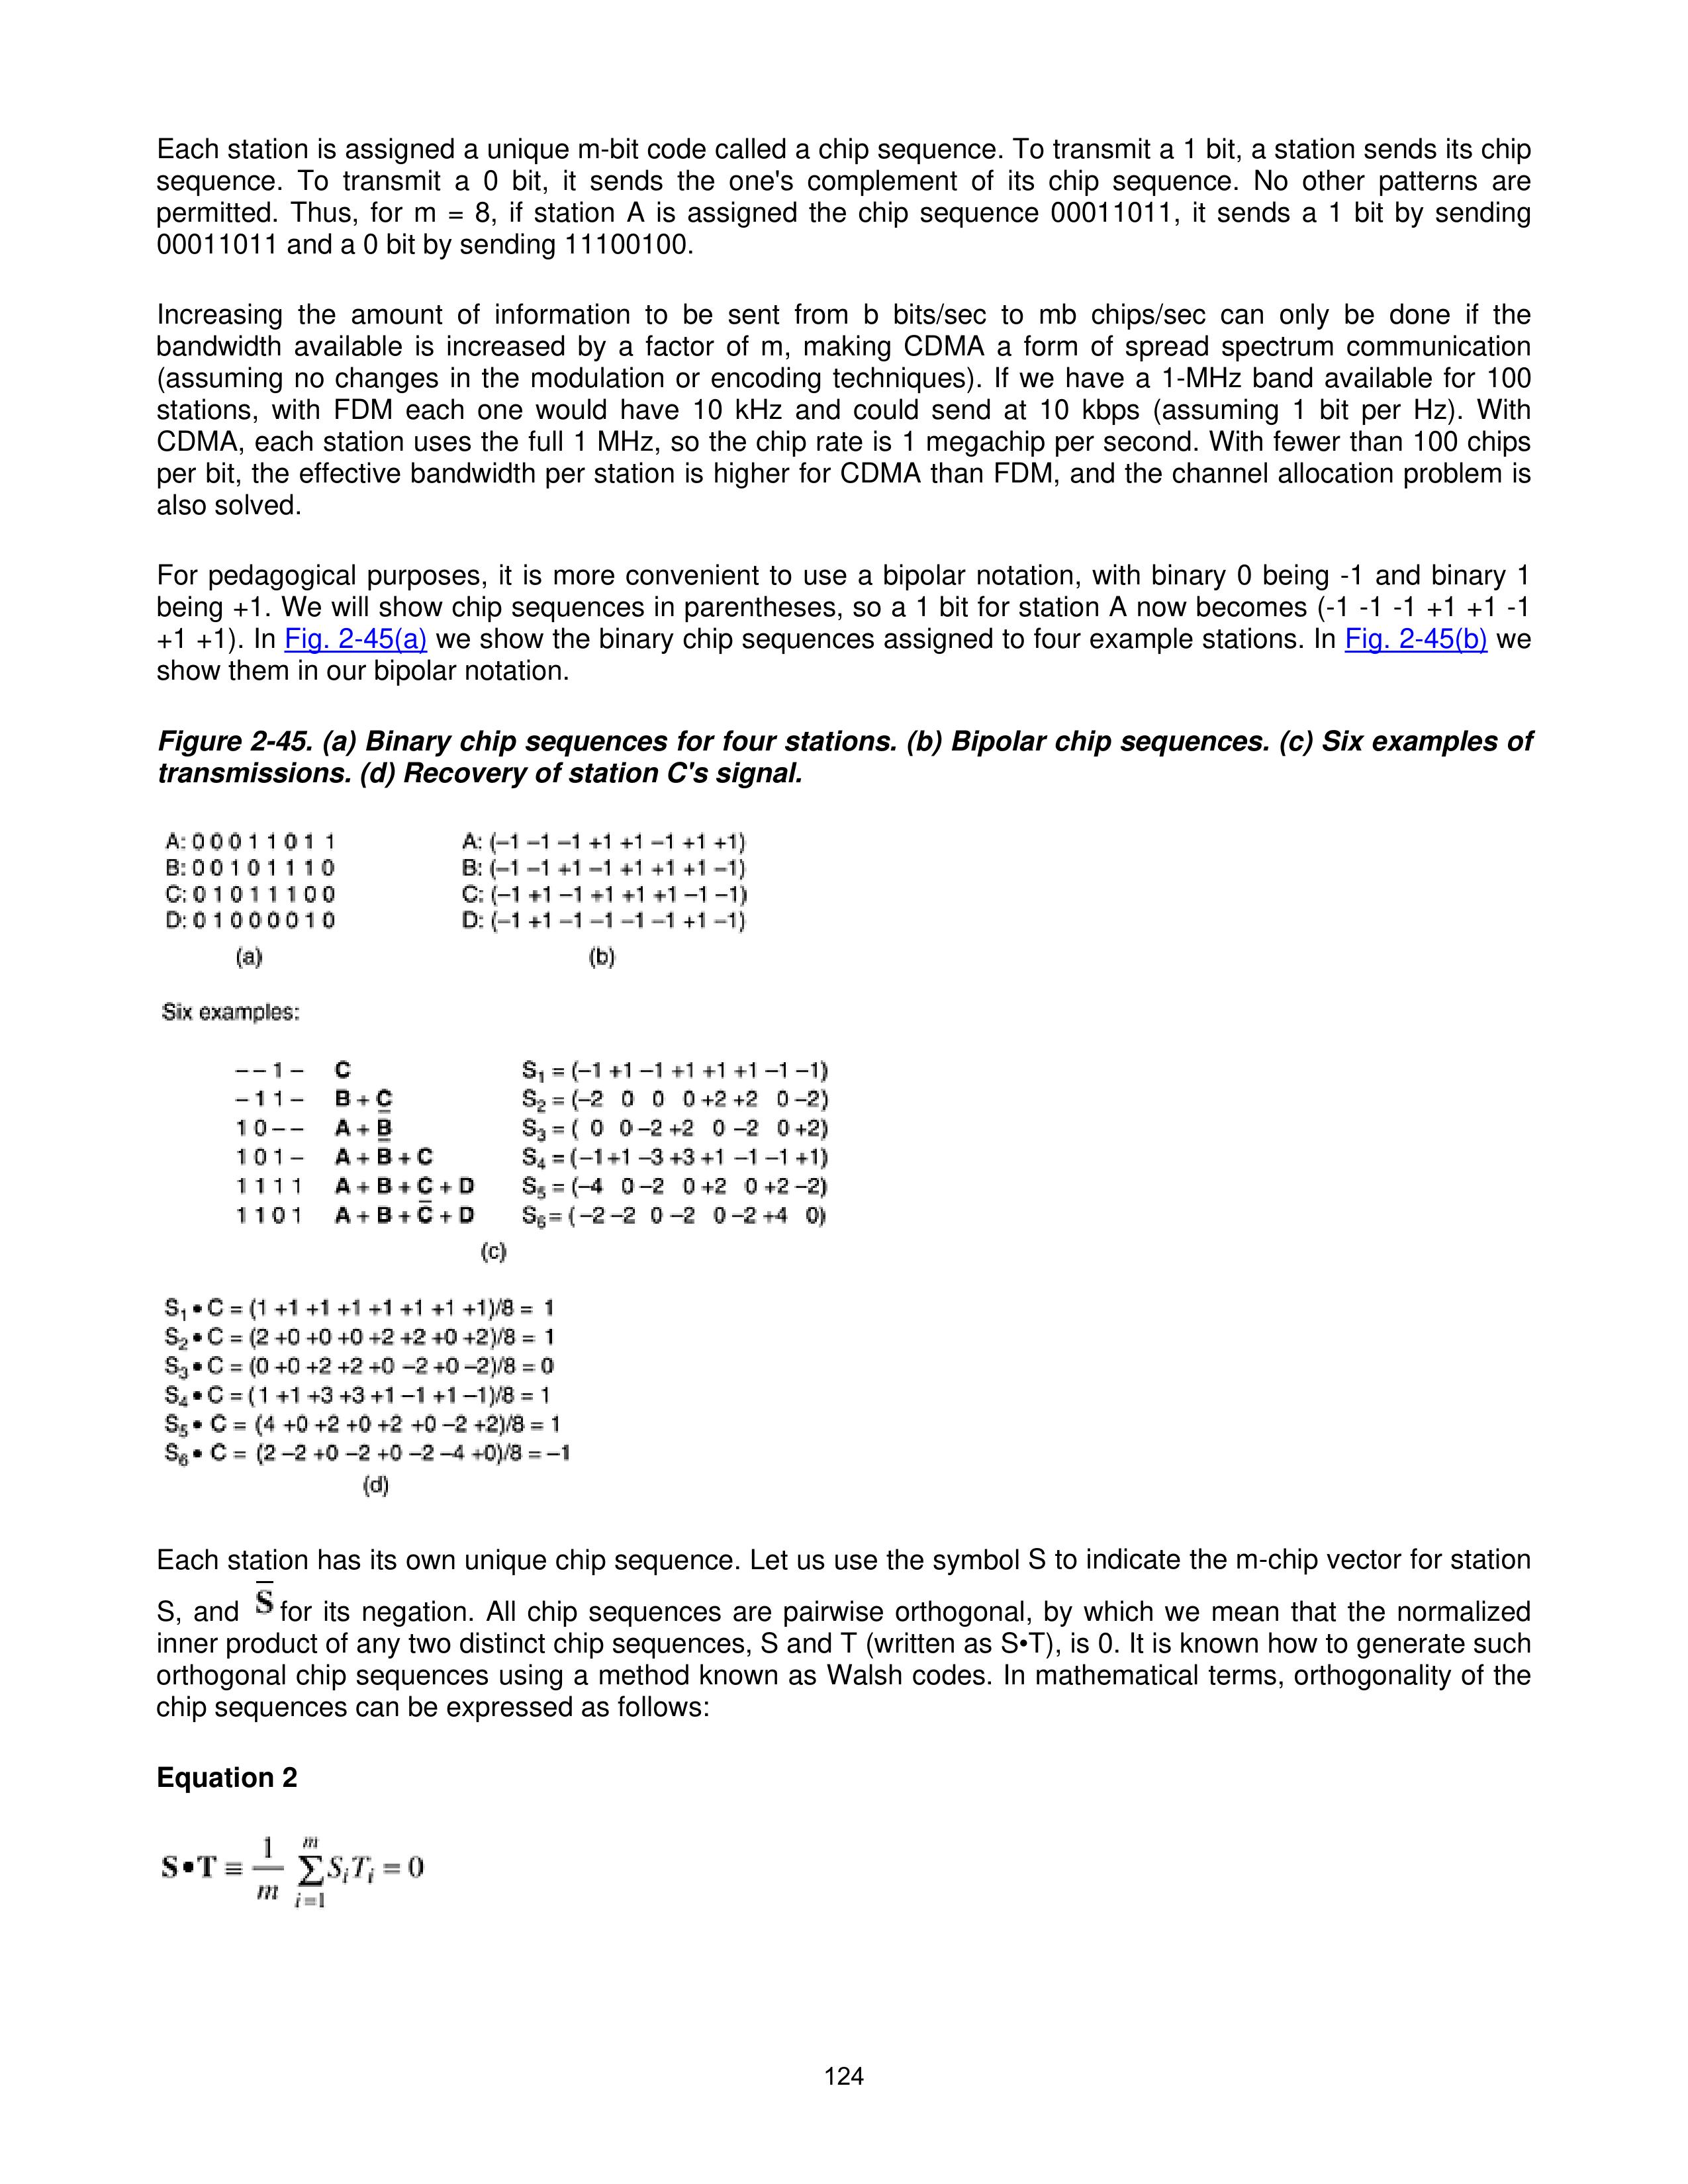 Each station is assigned a unique m-bit code called a chip sequence. To transmit a 1 bit, a station sends its chip
sequence. To transmit a 0 bit, it sends the one's complement of its chip sequence. No other patterns are
permitted. Thus, for m = 8, if station A is assigned the chip sequence 00011011, it sends a 1 bit by sending
00011011 and a 0 bit by sending 11100100.
Increasing the amount of information to be sent from b bits/sec to mb chips/sec can only be done if the
bandwidth available is increased by a factor of m, making CDMA a form of spread spectrum communication
(assuming no changes in the modulation or encoding techniques). If we have a 1-MHz band available for 100
stations, with FDM each one would have 10 kHz and could send at 10 kbps (assuming 1 bit per Hz). With
CDMA, each station uses the full 1 MHz, so the chip rate is 1 megachip per second. With fewer than 100 chips
per bit, the effective bandwidth per station is higher for CDMA than FDM, and the channel allocation problem is
also solved.
For pedagogical purposes, it is more convenient to use a bipolar notation, with binary 0 being -1 and binary 1
being +1. We will show chip sequences in parentheses, so a 1 bit for station A now becomes (-1 -1 -1 +1 +1 -1
+1 +1). In Fig. 2-45(a) we show the binary chip sequences assigned to four example stations. In Fig. 2-45(b) we
show them in our bipolar notation.
Figure 2-45. (a) Binary chip sequences for four stations. (b) Bipolar chip sequences. (c) Six examples of
transmissions. (d) Recovery of station C's signal.
A: 0 0 0 1 1 0 1 1 A: (–1 –1 –1 +1 +1 –1 +1 +1)
B: 0 0 1 0 1 1 1 0 B: (–1 –1 +1 –1 +1 +1 +1 –1)
C: 0 1 0 1 1 1 0 0 C: (–1 +1 –1 +1 +1 +1 –1 –1)
D: 0 1 0 0 0 0 1 0 D: (–1 +1 –1 –1 –1 –1 +1 –1)
(a) (b)
Six examples:
– – 1 – C S₁ = (–1 +1 –1 +1 +1 +1 –1 –1)
– 1 1 – B + C S₂ = (–2 0 0 0 +2 +2 0 –2)
1 0 – – A + B̅ S₃ = ( 0 0 –2 +2 0 –2 0 +2)
1 0 1 – A + B̅ + C S₄ = (–1 +1 –3 +3 +1 –1 –1 +1)
1 1 1 1 A + B + C + D S₅ = (–4 0 –2 0 +2 0 +2 –2)
1 1 0 1 A + B + C̅ + D S₆ = (–2 –2 0 –2 0 –2 +4 0)
(c)
S₁ • C = (1 +1 +1 +1 +1 +1 +1 +1)/8 = 1
S₂ • C = (2 +0 +0 +0 +2 +2 +0 +2)/8 = 1
S₃ • C = (0 +0 +2 +2 +0 –2 +0 –2)/8 = 0
S₄ • C = (1 +1 +3 +3 +1 –1 +1 –1)/8 = 1
S₅ • C = (4 +0 +2 +0 +2 +0 –2 +2)/8 = 1
S₆ • C = (2 –2 +0 –2 +0 –2 –4 +0)/8 = –1
(d)
Each station has its own unique chip sequence. Let us use the symbol S to indicate the m-chip vector for station
S, and S̅ for its negation. All chip sequences are pairwise orthogonal, by which we mean that the normalized
inner product of any two distinct chip sequences, S and T (written as S•T), is 0. It is known how to generate such
orthogonal chip sequences using a method known as Walsh codes. In mathematical terms, orthogonality of the
chip sequences can be expressed as follows:
Equation 2
S•T ≡ 1/m ∑_{i=1}^{m} SᵢTᵢ = 0
124